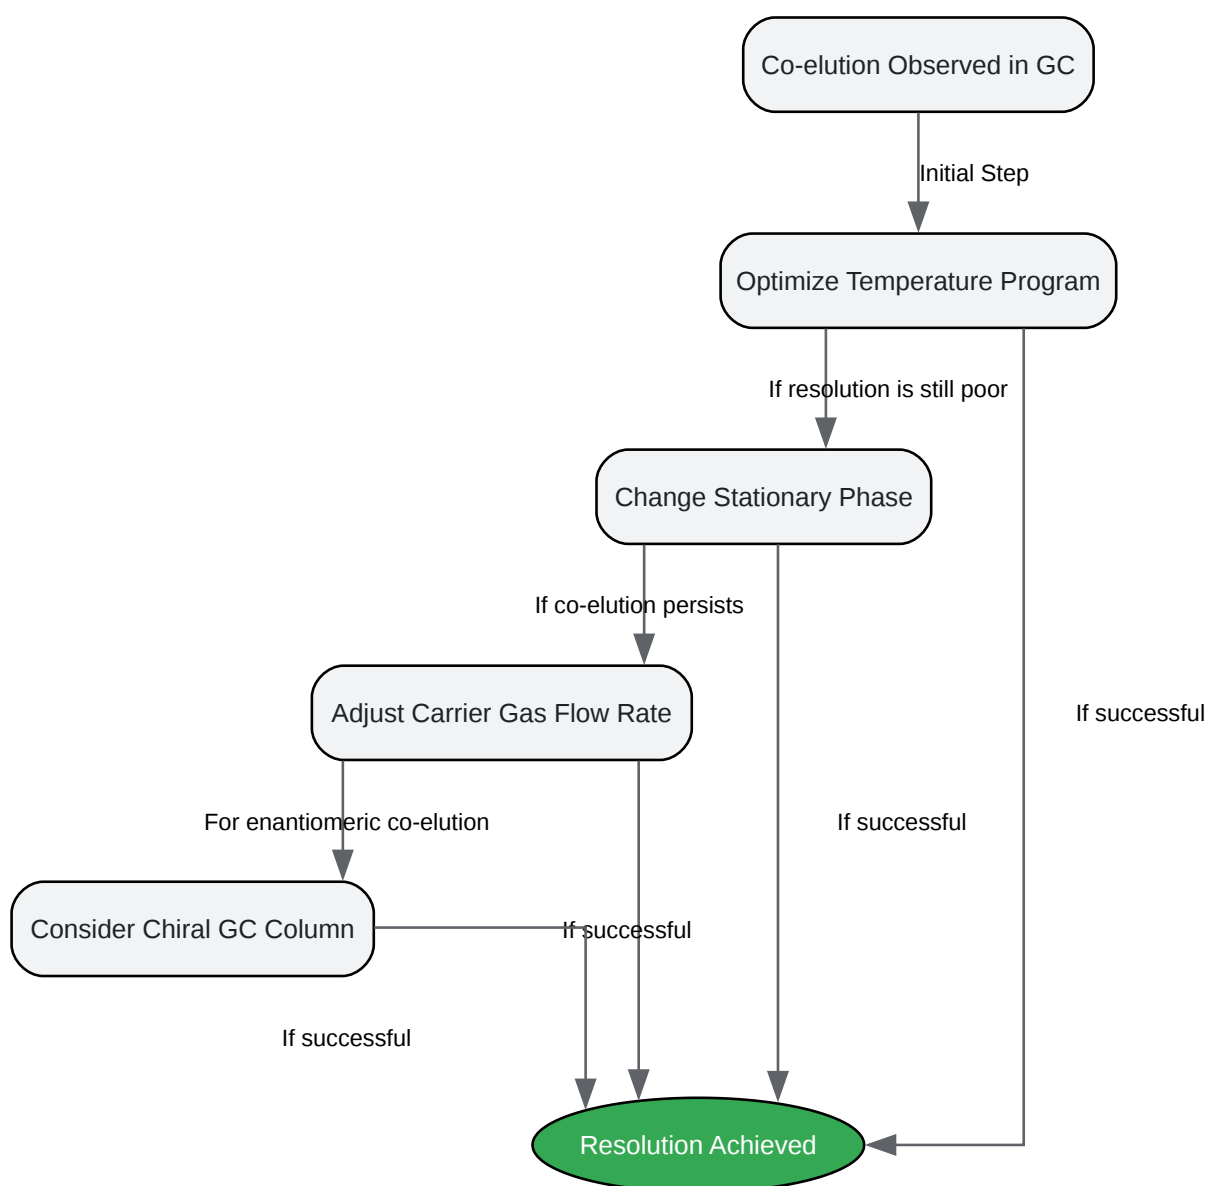 Co-elution Observed in GC
Initial Step
Optimize Temperature Program
If resolution is still poor
Change Stationary Phase
If co-elution persists
Adjust Carrier Gas Flow Rate
If successful
For enantiomeric co-elution
If successful
Consider Chiral GC Column
If successful
If successful
Resolution Achieved